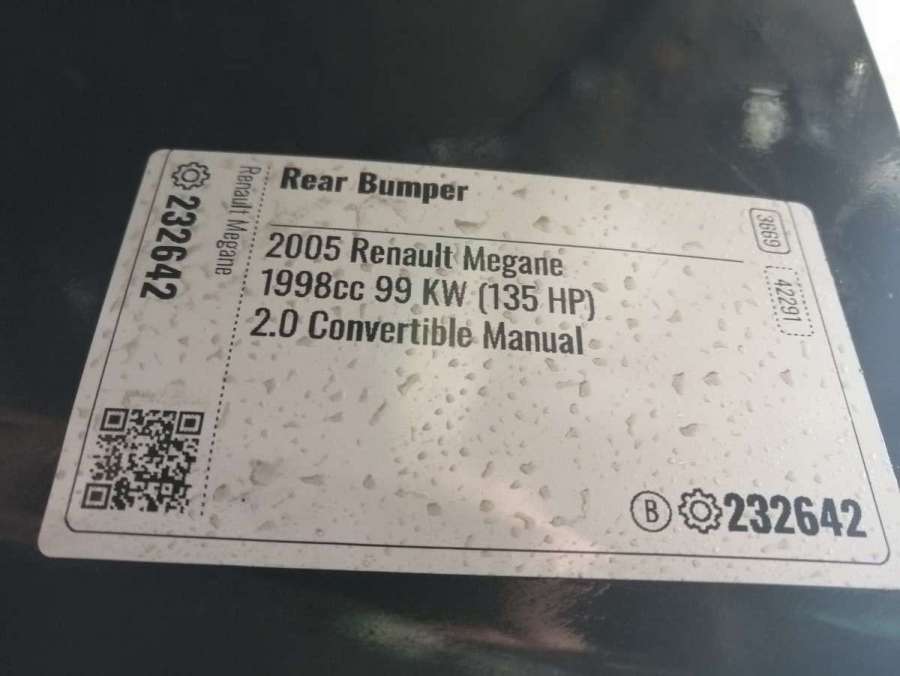 232642
Renault Megane
Rear Bumper
3669
42291
2005 Renault Megane
1998cc 99 KW (135 HP)
2.0 Convertible Manual
B 232642